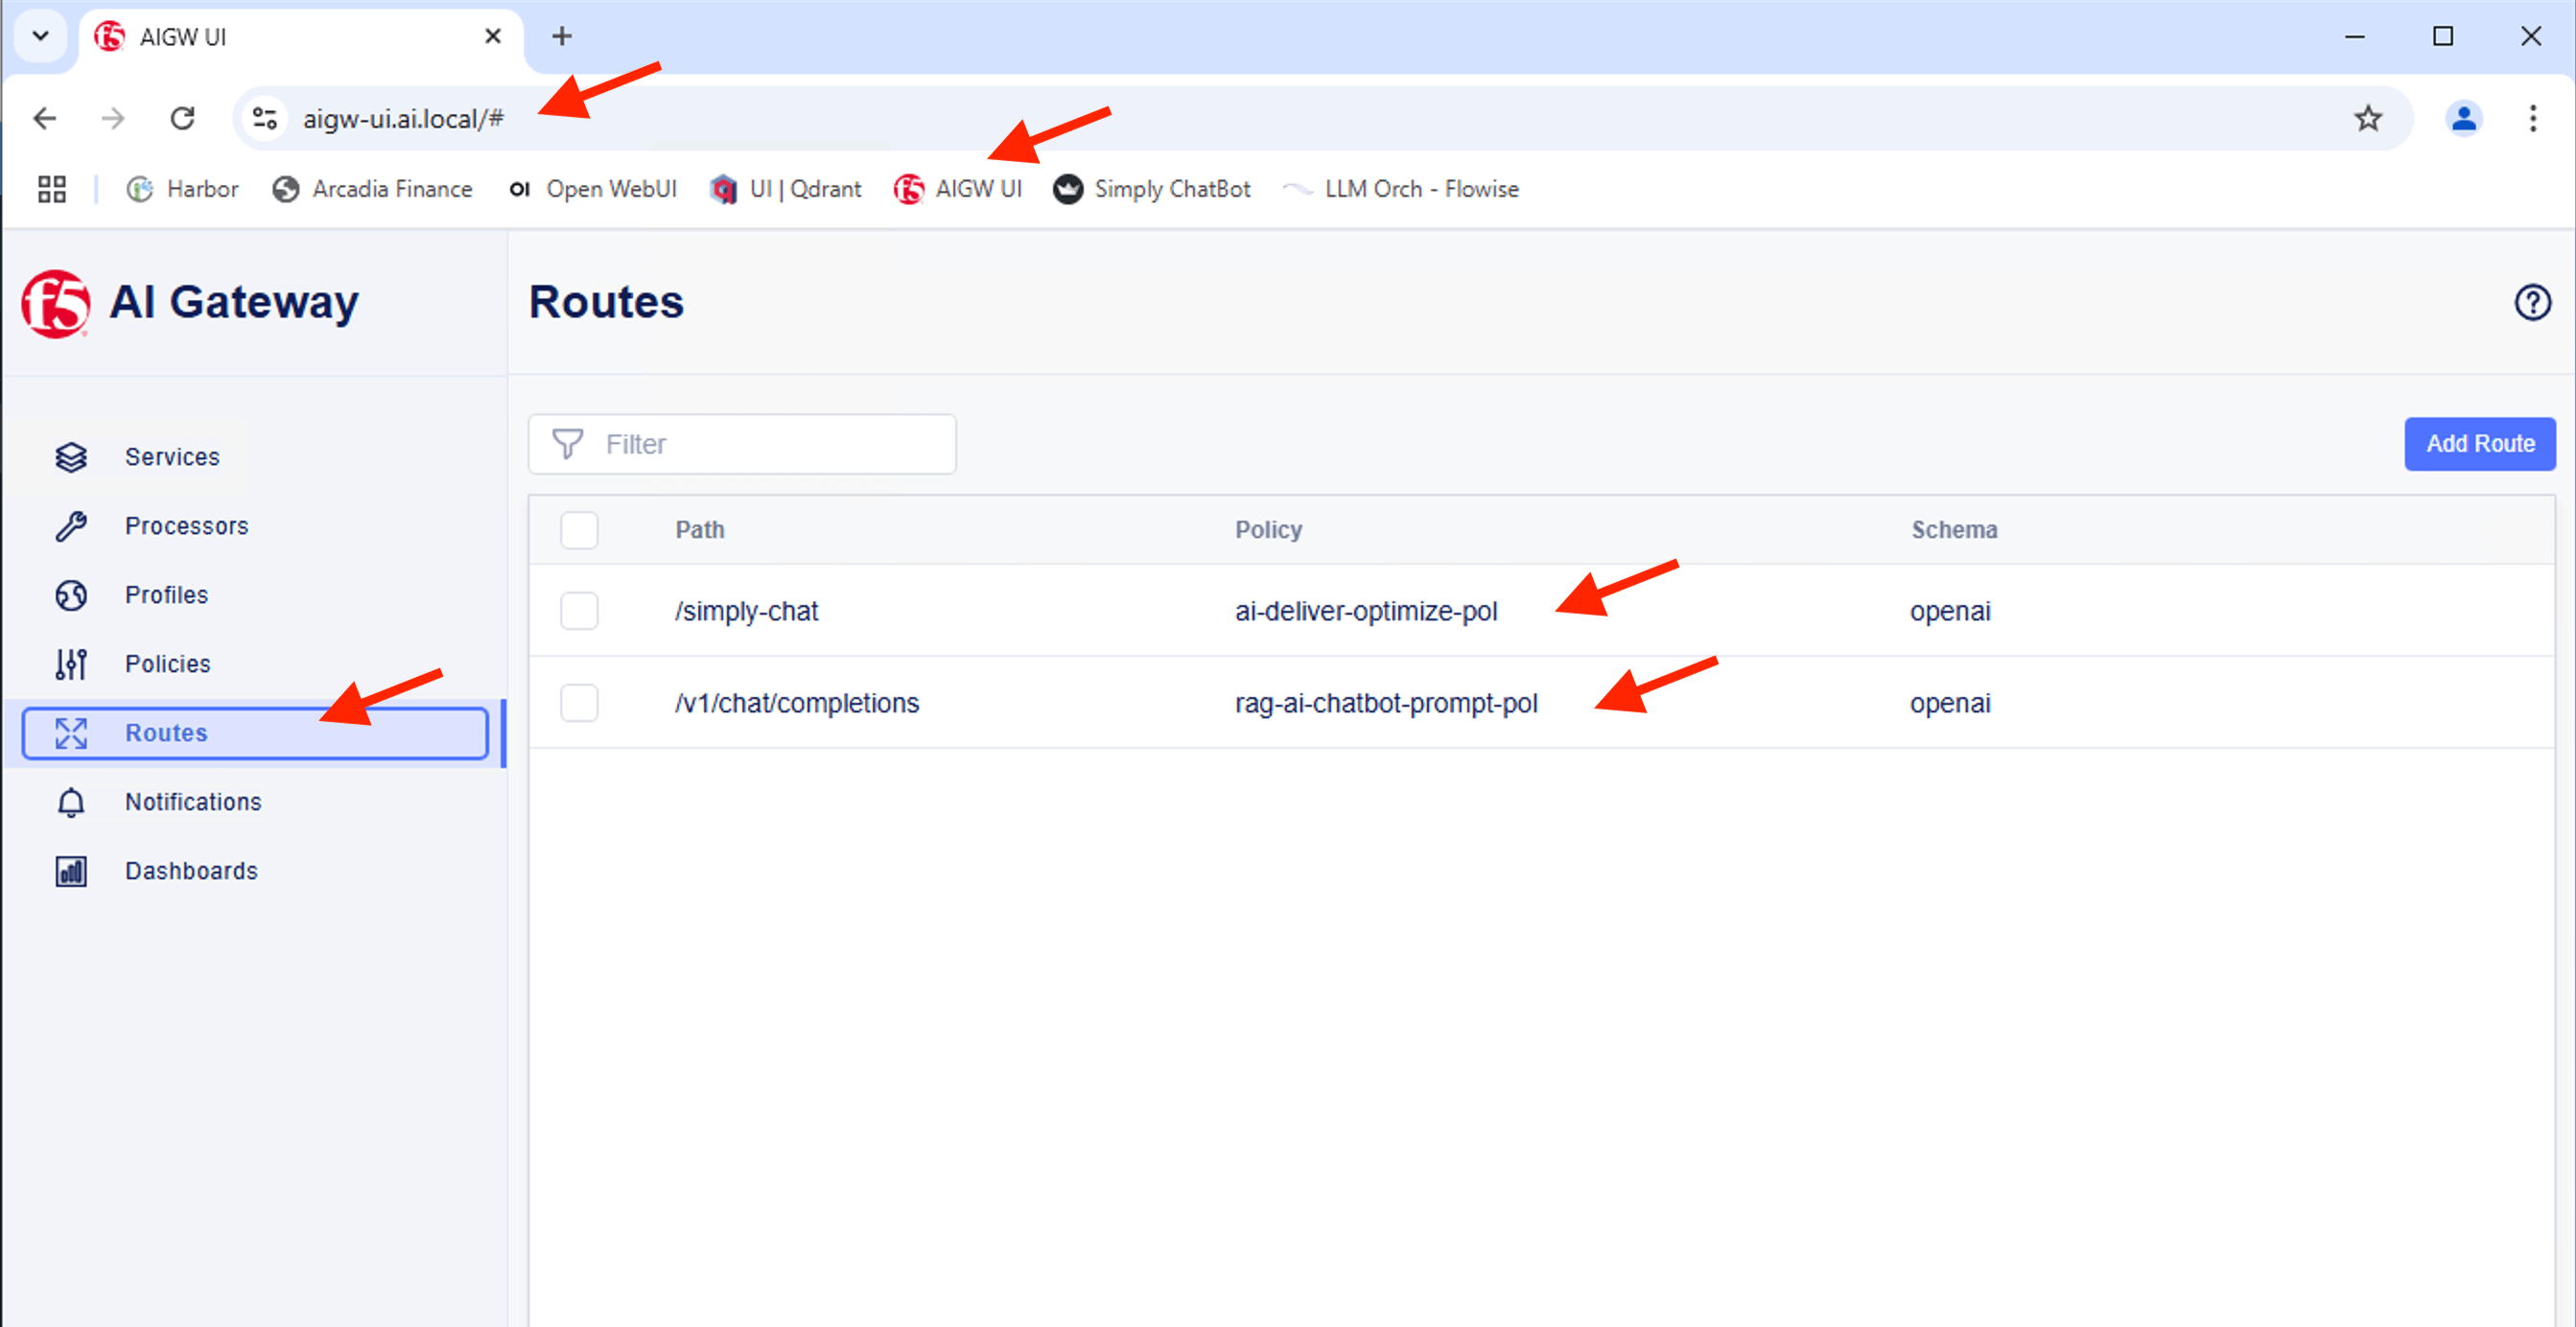 AIGW UI
aigw-ui.ai.local/#
Harbor Arcadia Finance OI Open WebUI UI | Qdrant f5 AIGW UI Simply ChatBot LLM Orch - Flowise
f5 AI Gateway
Routes
Services
Processors
Profiles
Policies
Routes
Notifications
Dashboards
Filter
Add Route
Path Policy Schema
/simply-chat ai-deliver-optimize-pol openai
/v1/chat/completions rag-ai-chatbot-prompt-pol openai